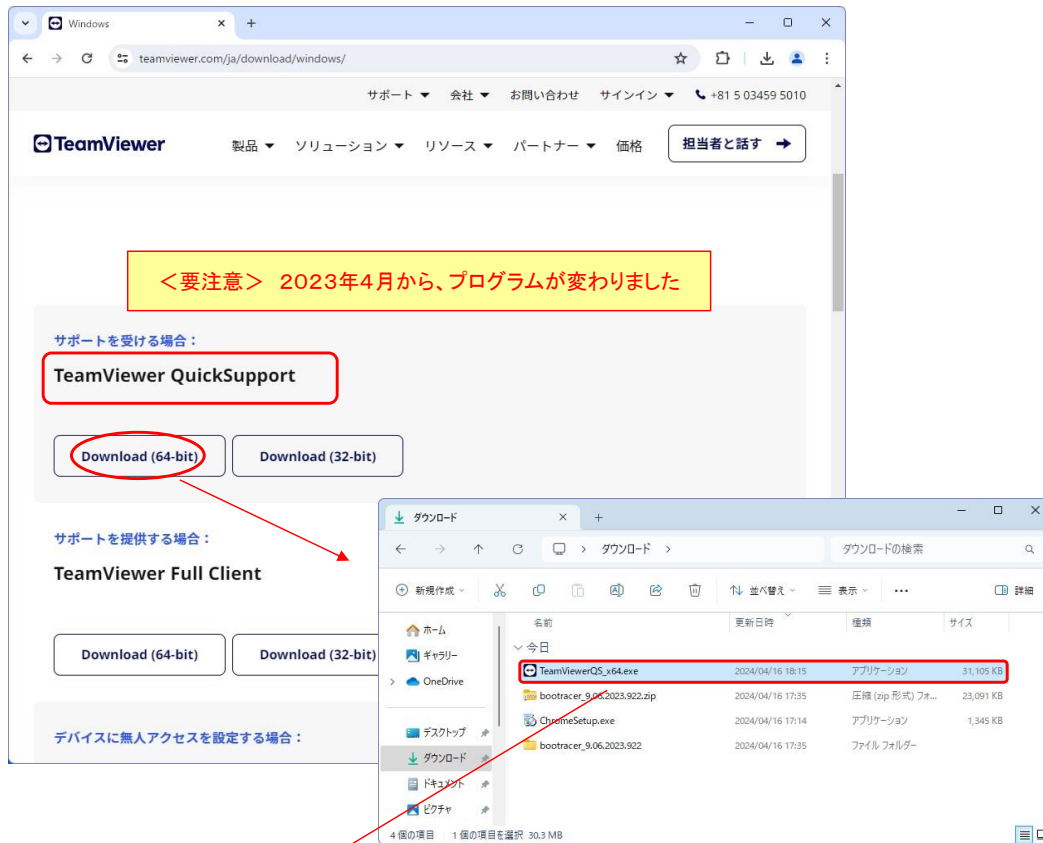 Windows
teamviewer.com/ja/download/windows/
サポート 会社 お問い合わせ サインイン +81 5 03459 5010
TeamViewer 製品 ソリューション リソース パートナー 価格 担当者と話す
＜要注意＞ 2023年4月から、プログラムが変わりました
サポートを受ける場合：
TeamViewer QuickSupport
Download (64-bit) Download (32-bit)
サポートを提供する場合：
TeamViewer Full Client
Download (64-bit) Download (32-bit)
デバイスに無人アクセスを設定する場合：
ダウンロード
ダウンロード ダウンロードの検索
新規作成 並べ替え 表示 詳細
名前 更新日時 種類 サイズ
今日
TeamViewerQS_x64.exe 2024/04/16 18:15 アプリケーション 31,105 KB
bootracer_9.06.2023.922.zip 2024/04/16 17:35 圧縮 (zip 形式) フォ... 23,091 KB
ChromeSetup.exe 2024/04/16 17:14 アプリケーション 1,345 KB
bootracer_9.06.2023.922 2024/04/16 17:35 ファイル フォルダー
ホーム
ギャラリー
OneDrive
デスクトップ
ダウンロード
ドキュメント
ピクチャ
4 個の項目 1 個の項目を選択 30.3 MB